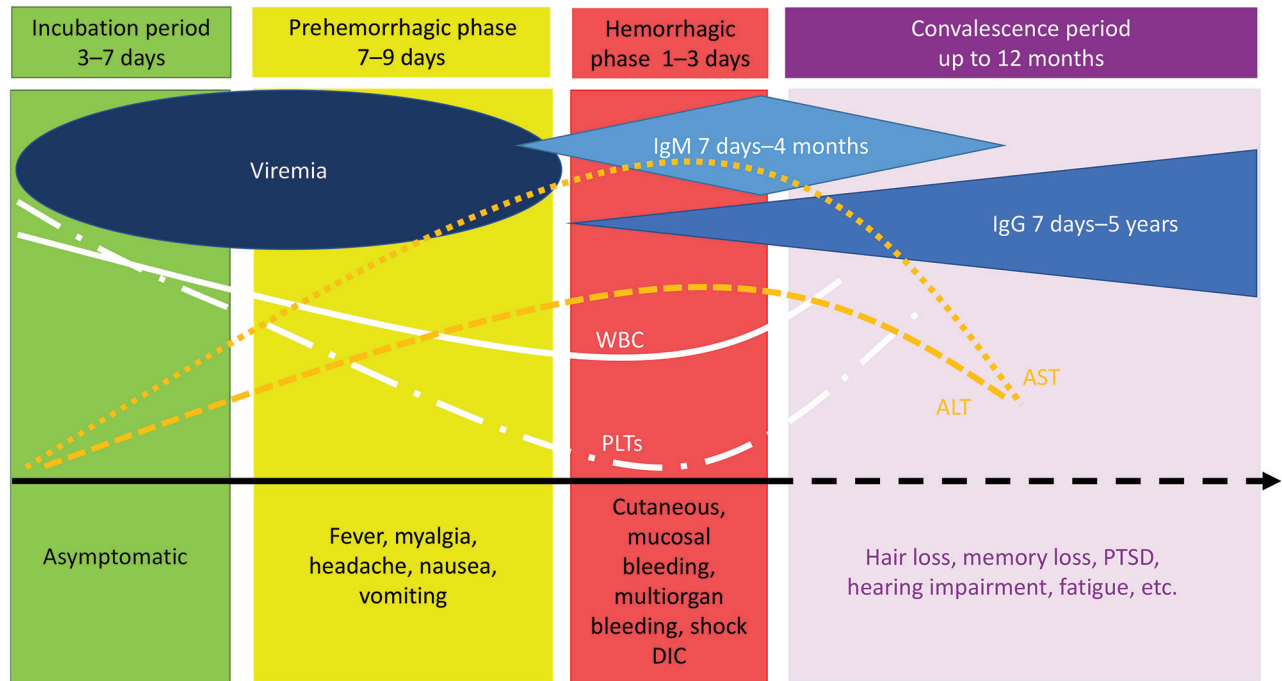 Incubation period
3–7 days
Prehemorrhagic phase
7–9 days
Hemorrhagic
phase 1–3 days
Convalescence period
up to 12 months
Viremia
IgM 7 days–4 months
IgG 7 days–5 years
WBC
PLTs
AST
ALT
Asymptomatic
Fever, myalgia,
headache, nausea,
vomiting
Cutaneous,
mucosal
bleeding,
multiorgan
bleeding, shock
DIC
Hair loss, memory loss, PTSD,
hearing impairment, fatigue, etc.